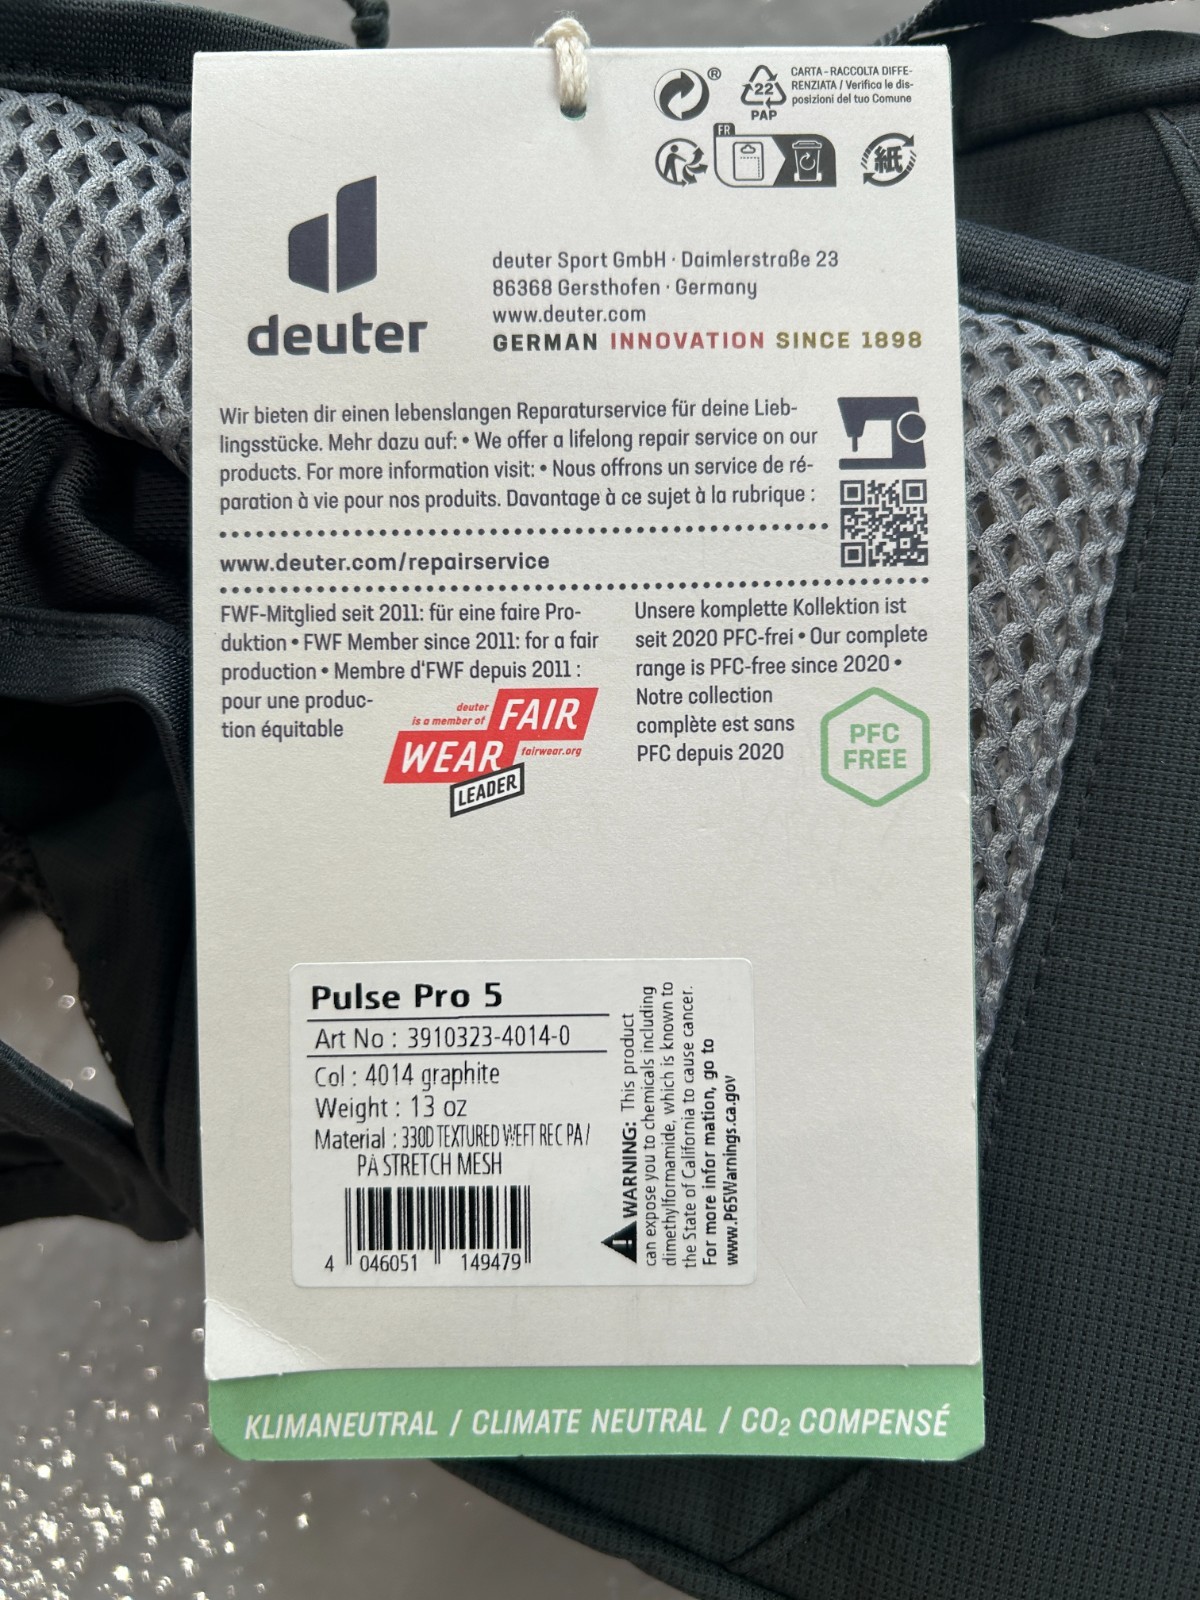 ®
22
PAP
CARTA - RACCOLTA DIFFE-
RENZIATA / Verifica le dis-
posizioni del tuo Comune
FR
紙
deuter
deuter Sport GmbH · Daimlerstraße 23
86368 Gersthofen · Germany
www.deuter.com
GERMAN INNOVATION SINCE 1898
Wir bieten dir einen lebenslangen Reparaturservice für deine Lieb-
lingsstücke. Mehr dazu auf: • We offer a lifelong repair service on our
products. For more information visit: • Nous offrons un service de ré-
paration à vie pour nos produits. Davantage à ce sujet à la rubrique :
www.deuter.com/repairservice
FWF-Mitglied seit 2011: für eine faire Pro-
duktion • FWF Member since 2011: for a fair
production • Membre d'FWF depuis 2011 :
pour une produc-
tion équitable
deuter
is a member of
FAIR
WEAR
fairwear.org
LEADER
Unsere komplette Kollektion ist
seit 2020 PFC-frei • Our complete
range is PFC-free since 2020 •
Notre collection
complète est sans
PFC depuis 2020
PFC
FREE
Pulse Pro 5
Art No : 3910323-4014-0
Col : 4014 graphite
Weight : 13 oz
Material : 330D TEXTURED WEFT REC PA /
PA STRETCH MESH
4 046051 149479
WARNING: This product
can expose you to chemicals including
dimethylformamide, which is known to
the State of California to cause cancer.
For more infor mation, go to
www.P65Warnings.ca.gov
KLIMANEUTRAL / CLIMATE NEUTRAL / CO₂ COMPENSÉ